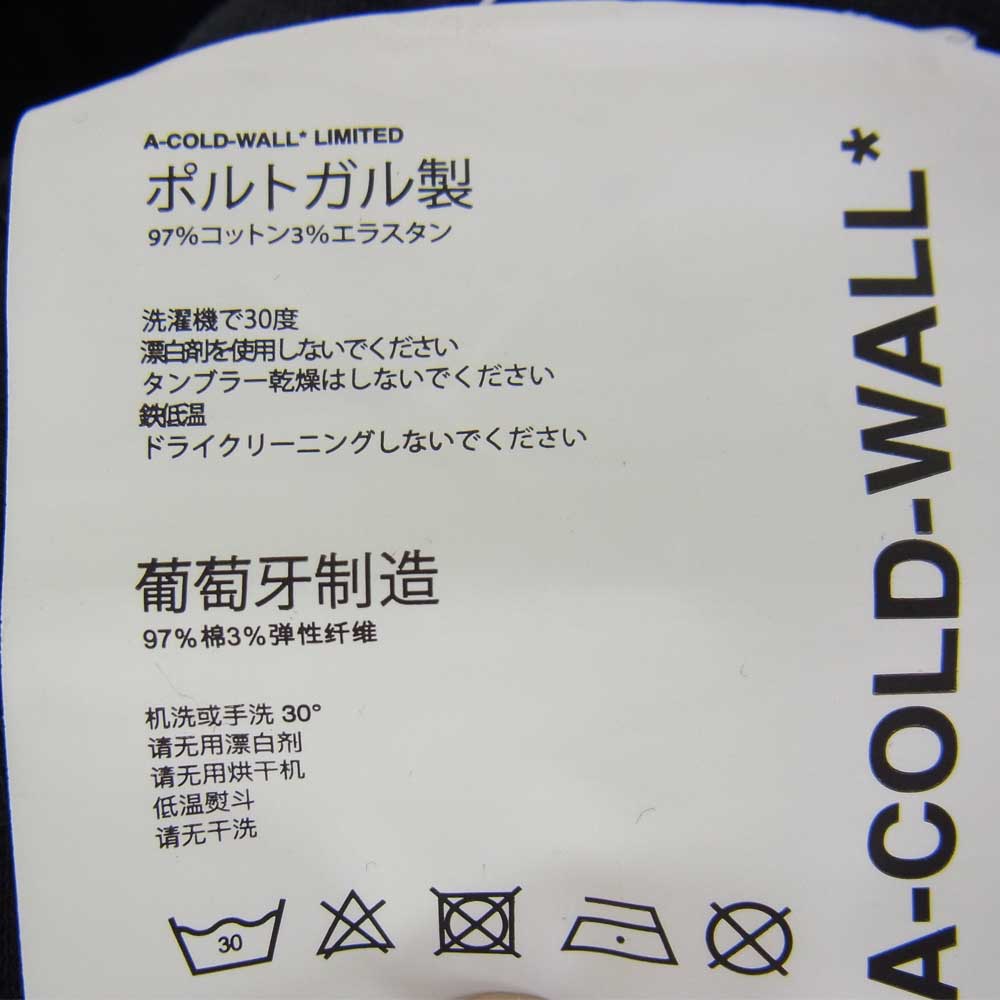 A-COLD-WALL* LIMITED
ポルトガル製
97%コットン3%エラスタン
洗濯機で30度
漂白剤を使用しないでください
タンブラー乾燥はしないでください
鉄低温
ドライクリーニングしないでください
葡萄牙制造
97%棉3%弹性纤维
机洗或手洗 30°
请无用漂白剂
请无用烘干机
低温熨斗
请无干洗
30
A-COLD-WALL*